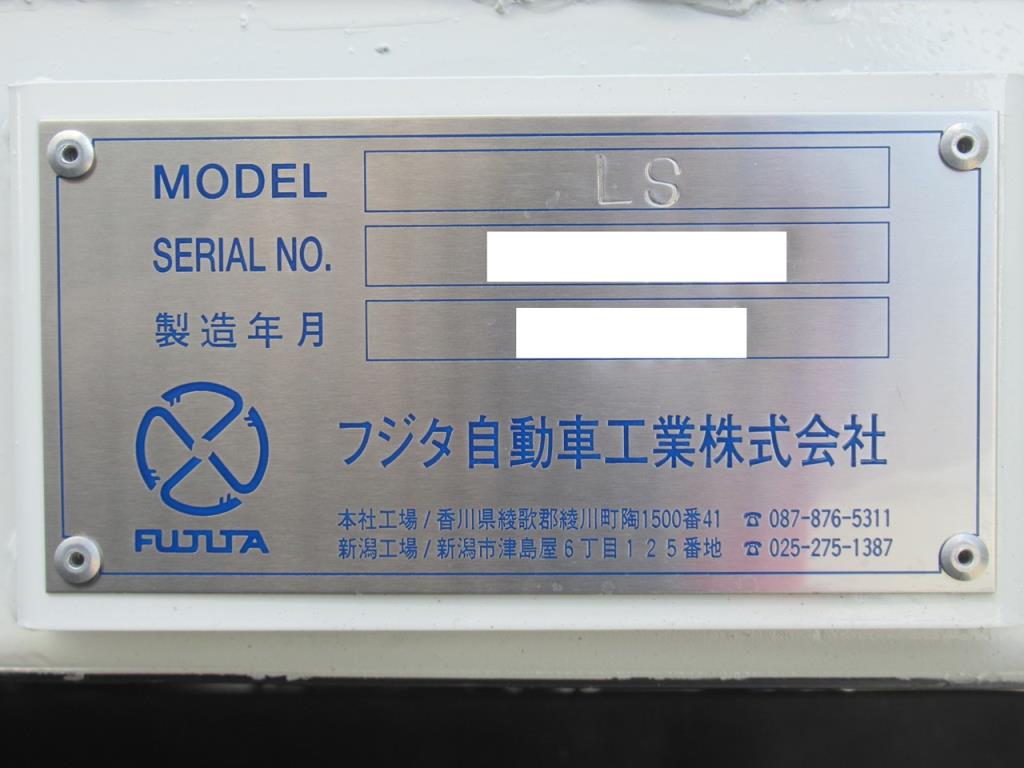 MODEL LS
SERIAL NO.
製造年月
フジタ自動車工業株式会社
FUJITA
本社工場/香川県綾歌郡綾川町陶1500番41 ☎ 087-876-5311
新潟工場/新潟市津島屋6丁目125番地 ☎ 025-275-1387